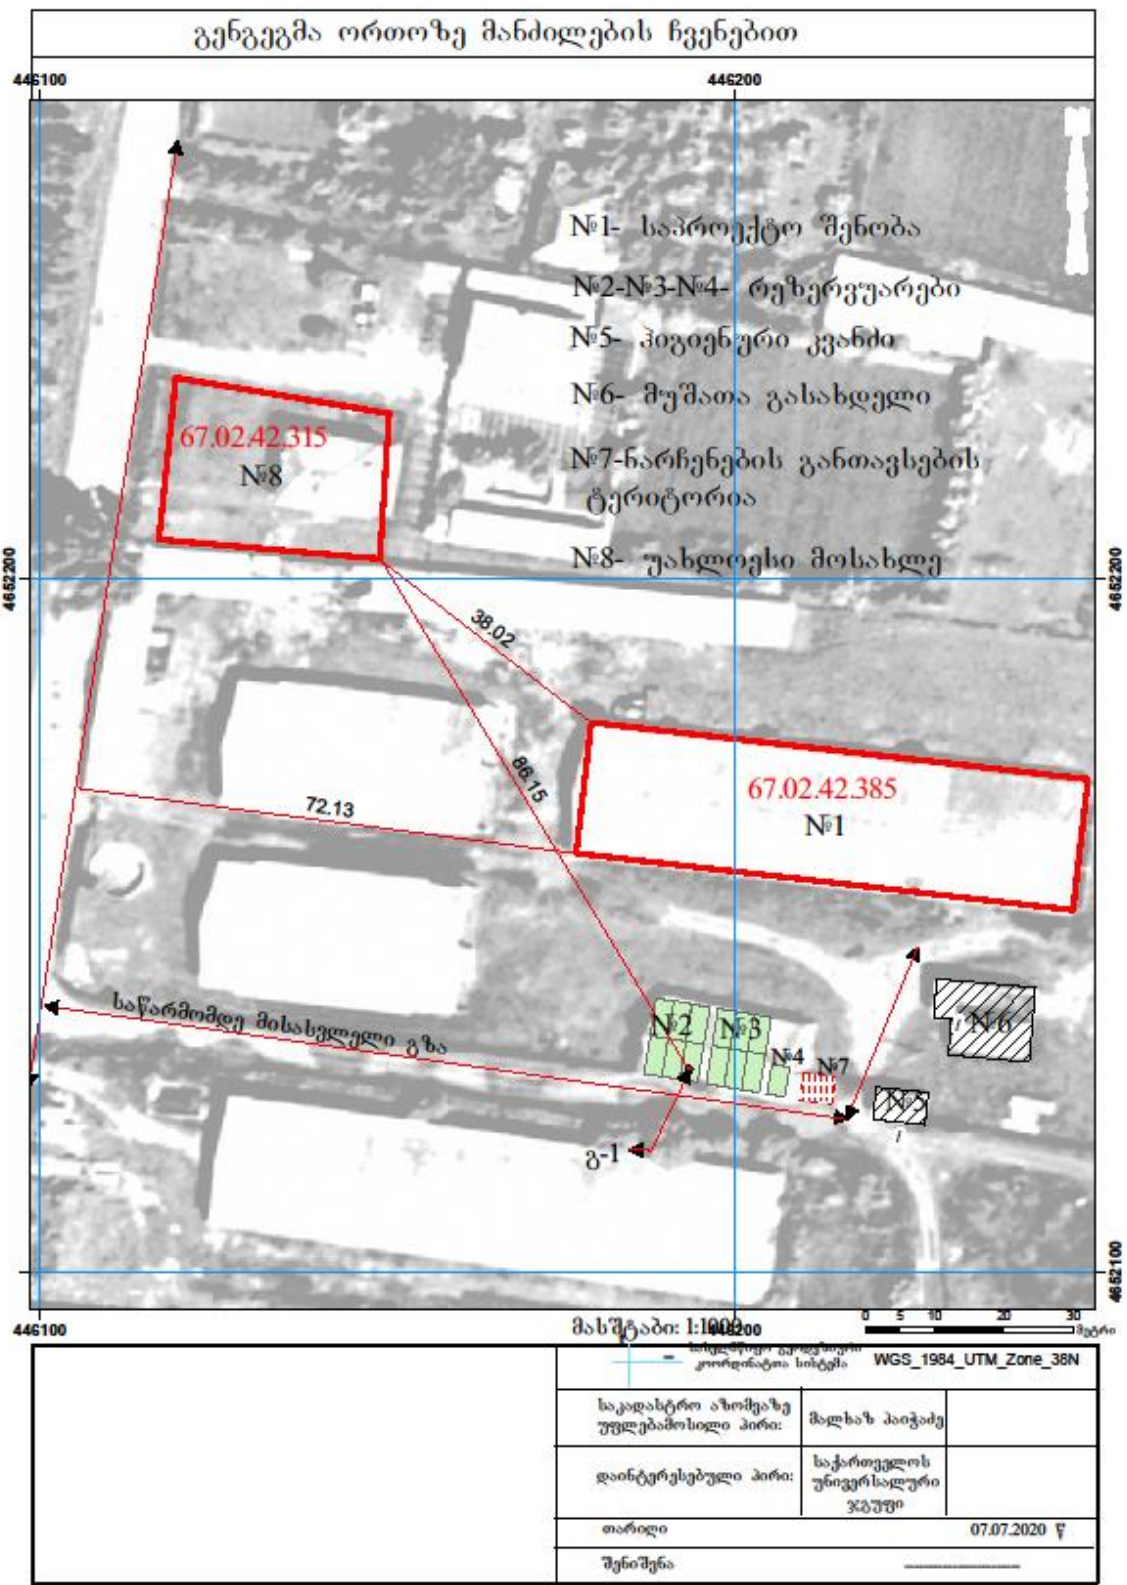 გენგეგმა ორთოზე მანძილების ჩვენებით
446100 446200
№1- საპროექტო შენობა
№2-№3-№4- რეზერვუარები
№5- ჰიგიენური კვანძი
№6- მუშათა გასახდელი
№7-ნარჩენების განთავსების
ტერიტორია
№8- უახლოესი მოსახლე
67.02.42.315
№8
4652200 4652200
38.02
86.15
72.13
67.02.42.385
№1
საწარმომდე მისასვლელი გზა
№2 №3
№4 №7
№6
№5
გ-1
4652100
446100 446200
მასშტაბი:
0 5 10 20 30 მეტრი
კოორდინატთა სისტემა WGS_1984_UTM_Zone_38N
საკადასტრო აზომვაზე
უფლებამოსილი პირი: მალხაზ პაიჭაძე
დაინტერესებული პირი: საქართველოს
უნივერსალური
ჯგუფი
თარიღი 07.07.2020 წ
შენიშვნა